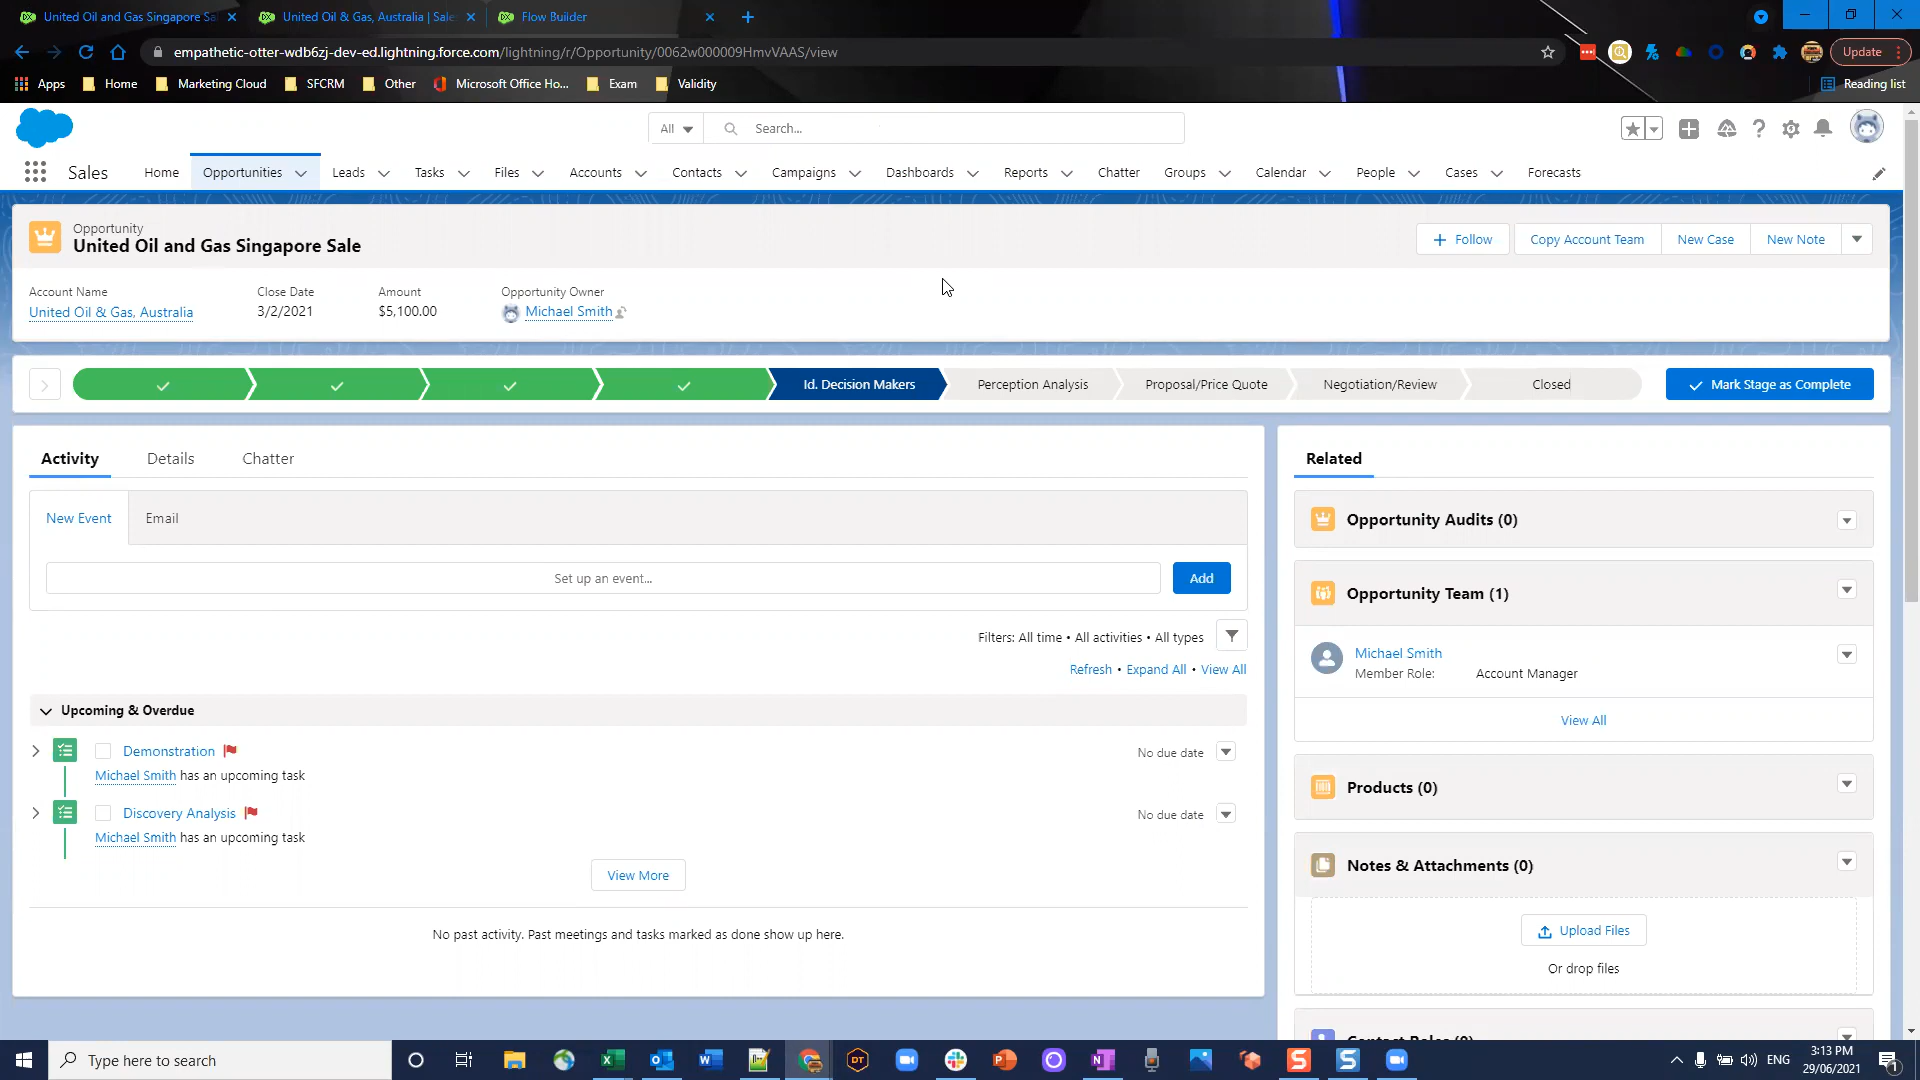 United Oil and Gas Singapore Sa
United Oil & Gas, Australia | Sales
Flow Builder
empathetic-otter-wdb6zj-dev-ed.lightning.force.com/lightning/r/Opportunity/0062w000009HmvVAAS/view
Update
Apps
Home
Marketing Cloud
SFCRM
Other
Microsoft Office Ho...
Exam
Validity
Reading list
All
Search...
Sales
Home
Opportunities
Leads
Tasks
Files
Accounts
Contacts
Campaigns
Dashboards
Reports
Chatter
Groups
Calendar
People
Cases
Forecasts
Opportunity
United Oil and Gas Singapore Sale
Follow
Copy Account Team
New Case
New Note
Account Name
Close Date
Amount
Opportunity Owner
United Oil & Gas, Australia
3/2/2021
$5,100.00
Michael Smith
Id. Decision Makers
Perception Analysis
Proposal/Price Quote
Negotiation/Review
Closed
Mark Stage as Complete
Activity
Details
Chatter
New Event
Email
Set up an event...
Add
Filters: All time • All activities • All types
Refresh • Expand All • View All
Upcoming & Overdue
Demonstration
No due date
Michael Smith has an upcoming task
Discovery Analysis
No due date
Michael Smith has an upcoming task
View More
No past activity. Past meetings and tasks marked as done show up here.
Related
Opportunity Audits (0)
Opportunity Team (1)
Michael Smith
Member Role:
Account Manager
View All
Products (0)
Notes & Attachments (0)
Upload Files
Or drop files
Contact Roles (0)
Type here to search
DT
ENG
3:13 PM
29/06/2021
1